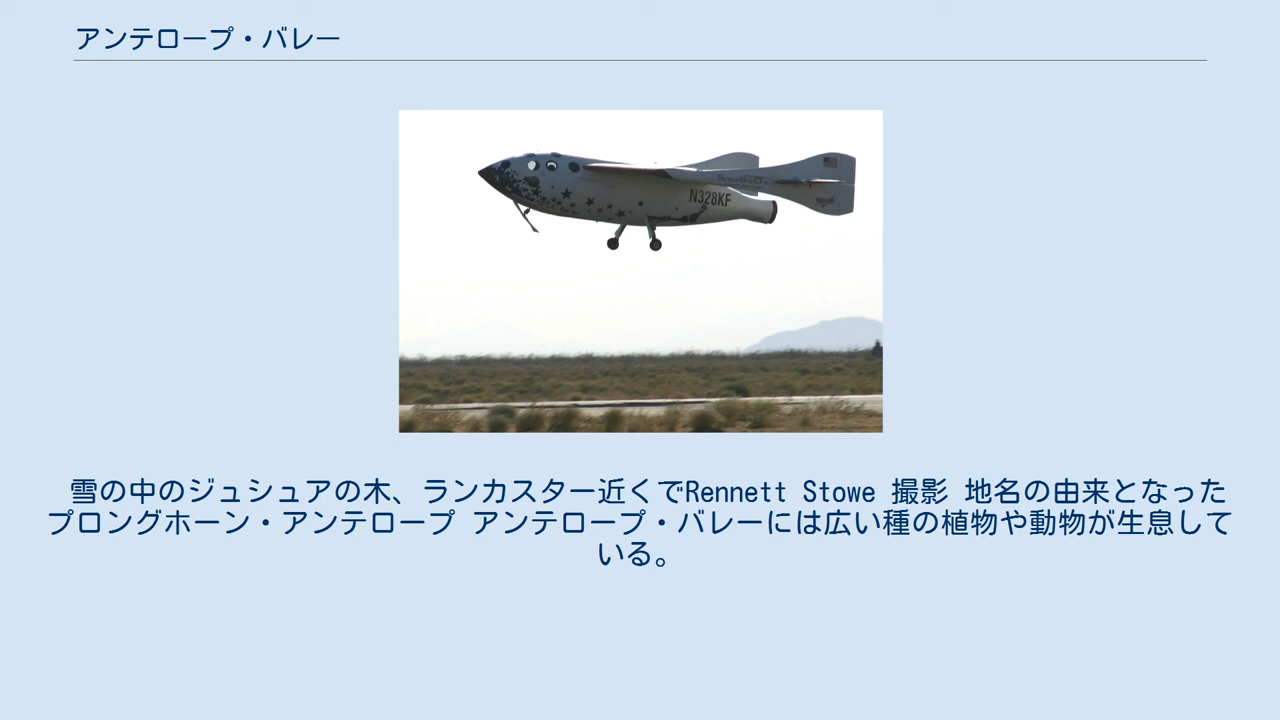 アンテロープ・バレー
N328KF
雪の中のジュシュアの木、ランカスター近くでRennett Stowe 撮影 地名の由来となった
プロングホーン・アンテロープ アンテロープ・バレーには広い種の植物や動物が生息して
いる。